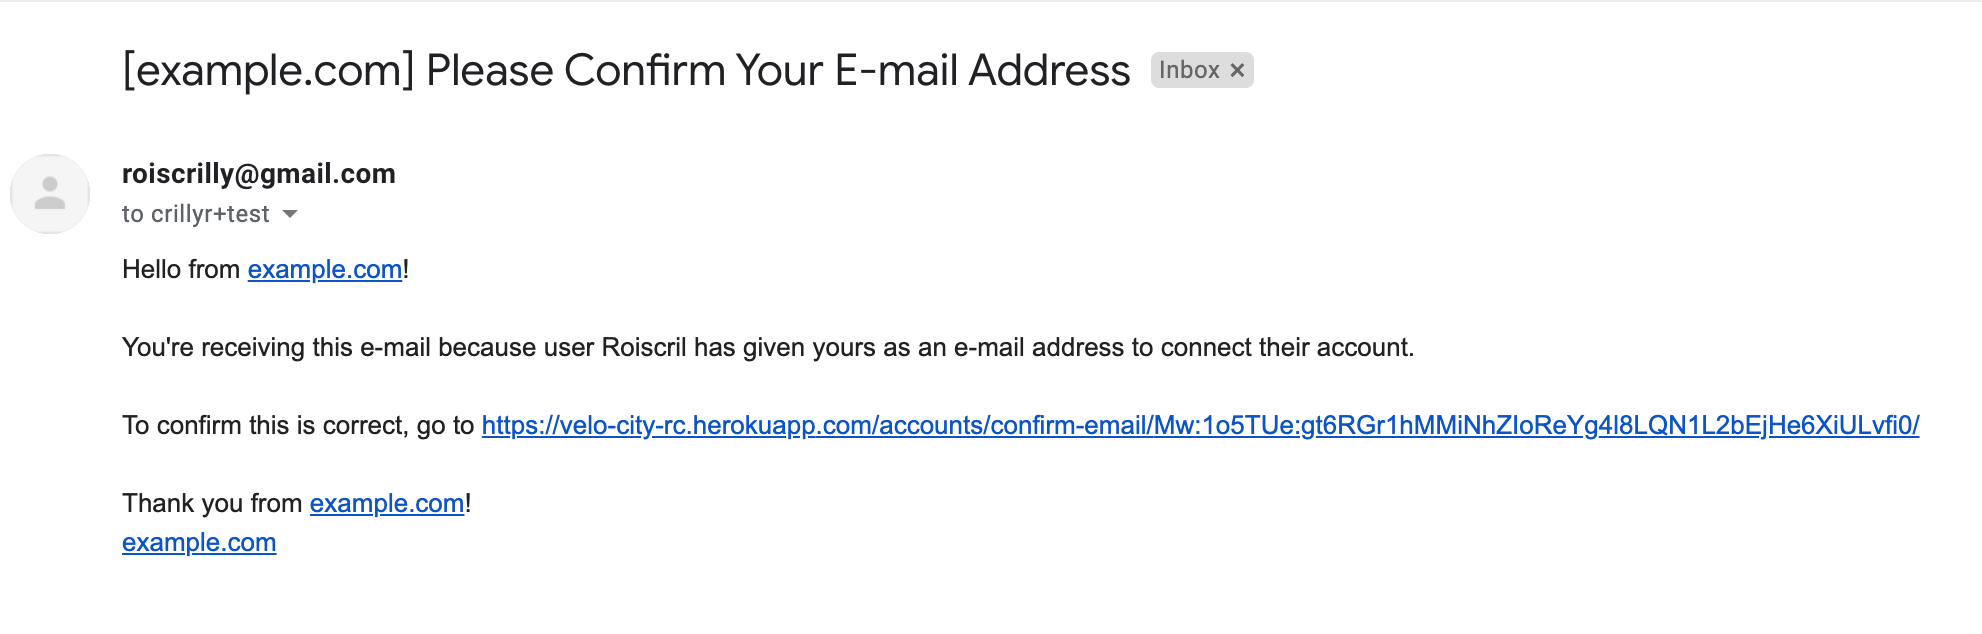 [example.com] Please Confirm Your E-mail Address Inbox ×
roiscrilly@gmail.com
to crillyr+test
Hello from example.com!
You're receiving this e-mail because user Roiscril has given yours as an e-mail address to connect their account.
To confirm this is correct, go to https://velo-city-rc.herokuapp.com/accounts/confirm-email/Mw:1o5TUe:gt6RGr1hMMiNhZIoReYg4l8LQN1L2bEjHe6XiULvfi0/
Thank you from example.com!
example.com